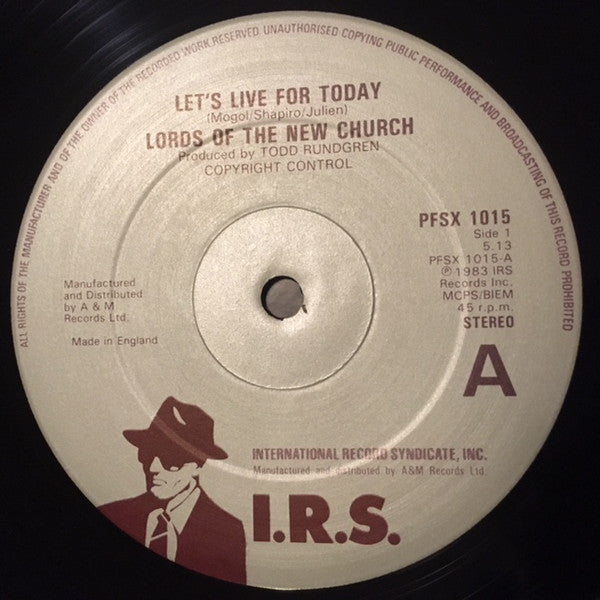 ALL RIGHTS OF THE MANUFACTURER AND OF THE OWNER OF THE RECORDED WORK RESERVED UNAUTHORISED COPYING PUBLIC PERFORMANCE AND BROADCASTING OF THIS RECORD PROHIBITED
LET'S LIVE FOR TODAY
(Mogol/Shapiro/Julien)
LORDS OF THE NEW CHURCH
Produced by TODD RUNDGREN
COPYRIGHT CONTROL
PFSX 1015
Side 1
5.13
PFSX 1015-A
℗ 1983 IRS
Records Inc.
MCPS/BIEM
45 r.p.m.
STEREO
A
Manufactured
and Distributed
by A & M
Records Ltd.
Made in England
INTERNATIONAL RECORD SYNDICATE, INC.
Manufactured and distributed by A&M Records Ltd.
I.R.S.